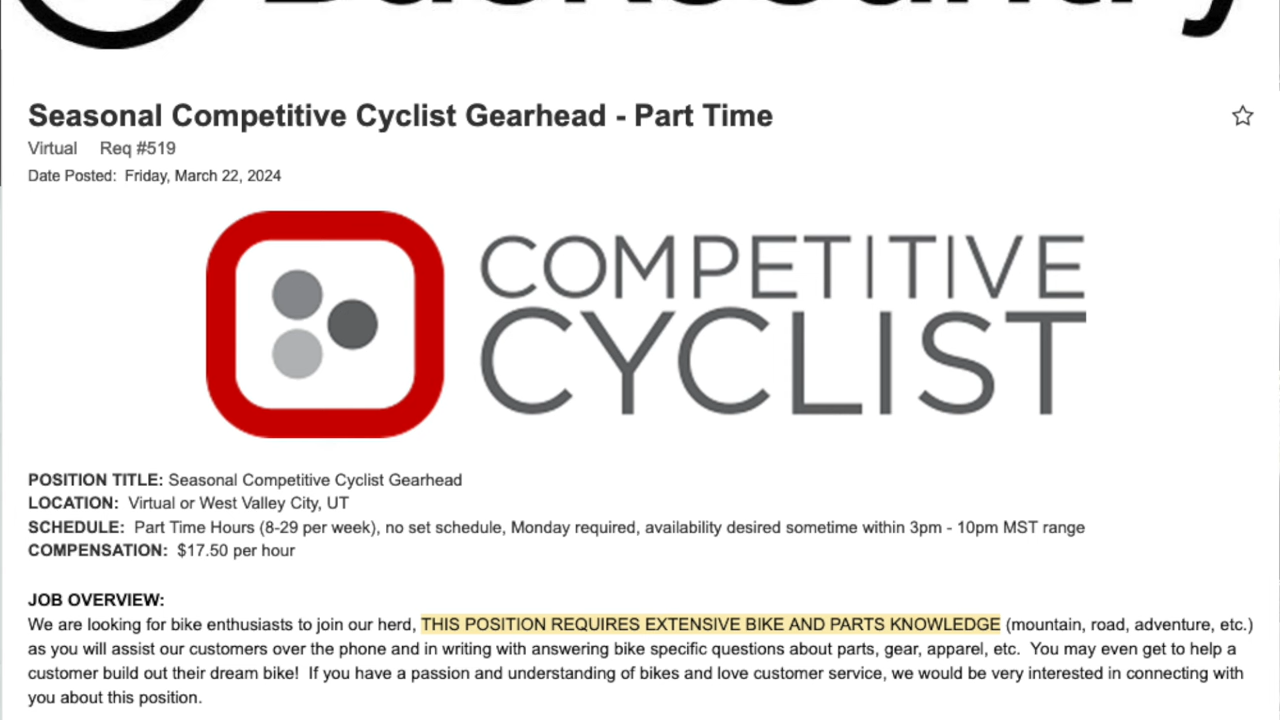 Seasonal Competitive Cyclist Gearhead - Part Time
Virtual Req #519
Date Posted: Friday, March 22, 2024
COMPETITIVE
CYCLIST
POSITION TITLE: Seasonal Competitive Cyclist Gearhead
LOCATION: Virtual or West Valley City, UT
SCHEDULE: Part Time Hours (8-29 per week), no set schedule, Monday required, availability desired sometime within 3pm - 10pm MST range
COMPENSATION: $17.50 per hour
JOB OVERVIEW:
We are looking for bike enthusiasts to join our herd, THIS POSITION REQUIRES EXTENSIVE BIKE AND PARTS KNOWLEDGE (mountain, road, adventure, etc.)
as you will assist our customers over the phone and in writing with answering bike specific questions about parts, gear, apparel, etc. You may even get to help a
customer build out their dream bike! If you have a passion and understanding of bikes and love customer service, we would be very interested in connecting with
you about this position.